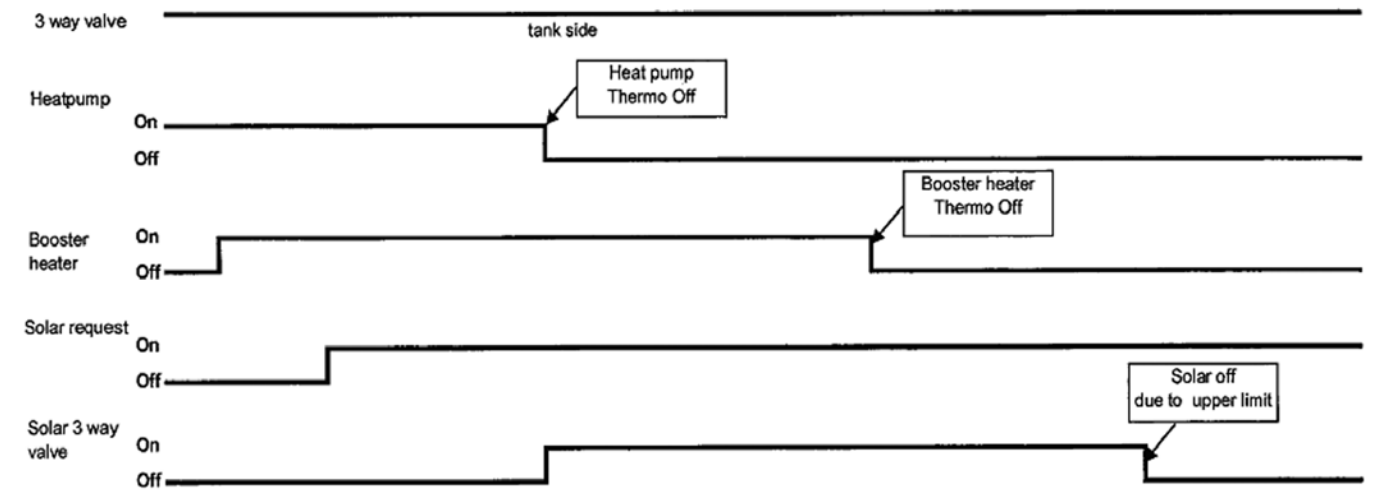 3 way valve
tank side
Heat pump
Thermo Off
Heatpump
On
Off
Booster heater
Thermo Off
Booster
heater
On
Off
Solar request
On
Off
Solar off
due to upper limit
Solar 3 way
valve
On
Off